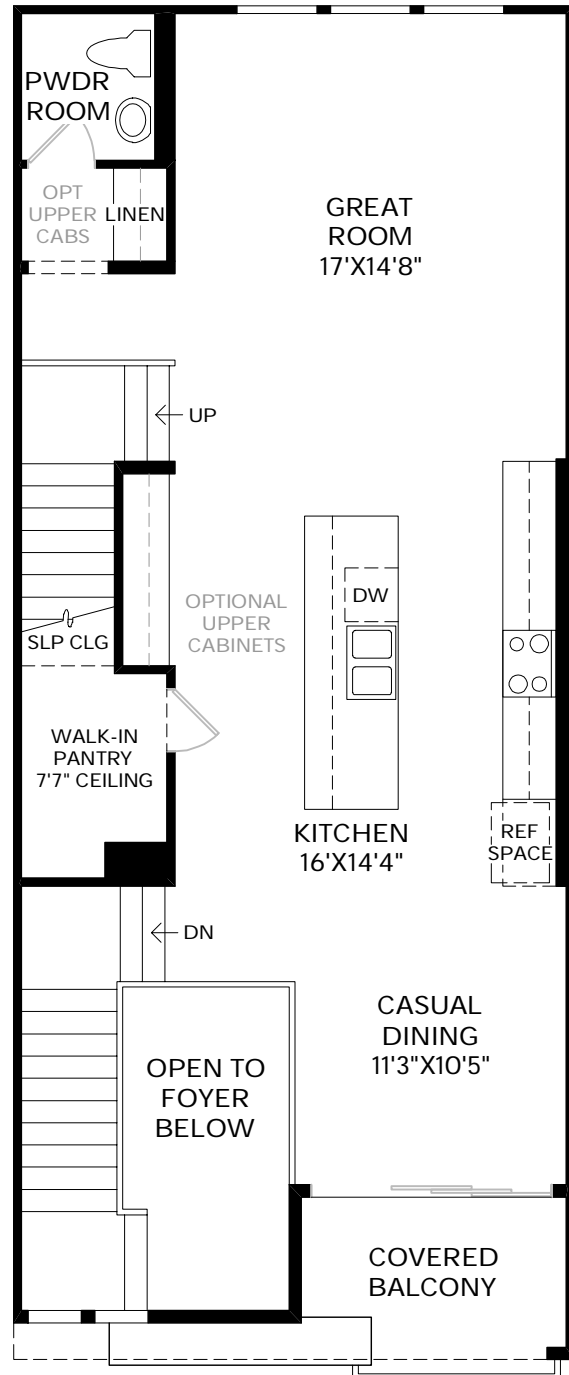 PWDR
ROOM
OPT
UPPER
CABS
LINEN
GREAT
ROOM
17'X14'8"
UP
OPTIONAL
UPPER
CABINETS
DW
SLP CLG
WALK-IN
PANTRY
7'7" CEILING
KITCHEN
16'X14'4"
REF
SPACE
DN
CASUAL
DINING
11'3"X10'5"
OPEN TO
FOYER
BELOW
COVERED
BALCONY